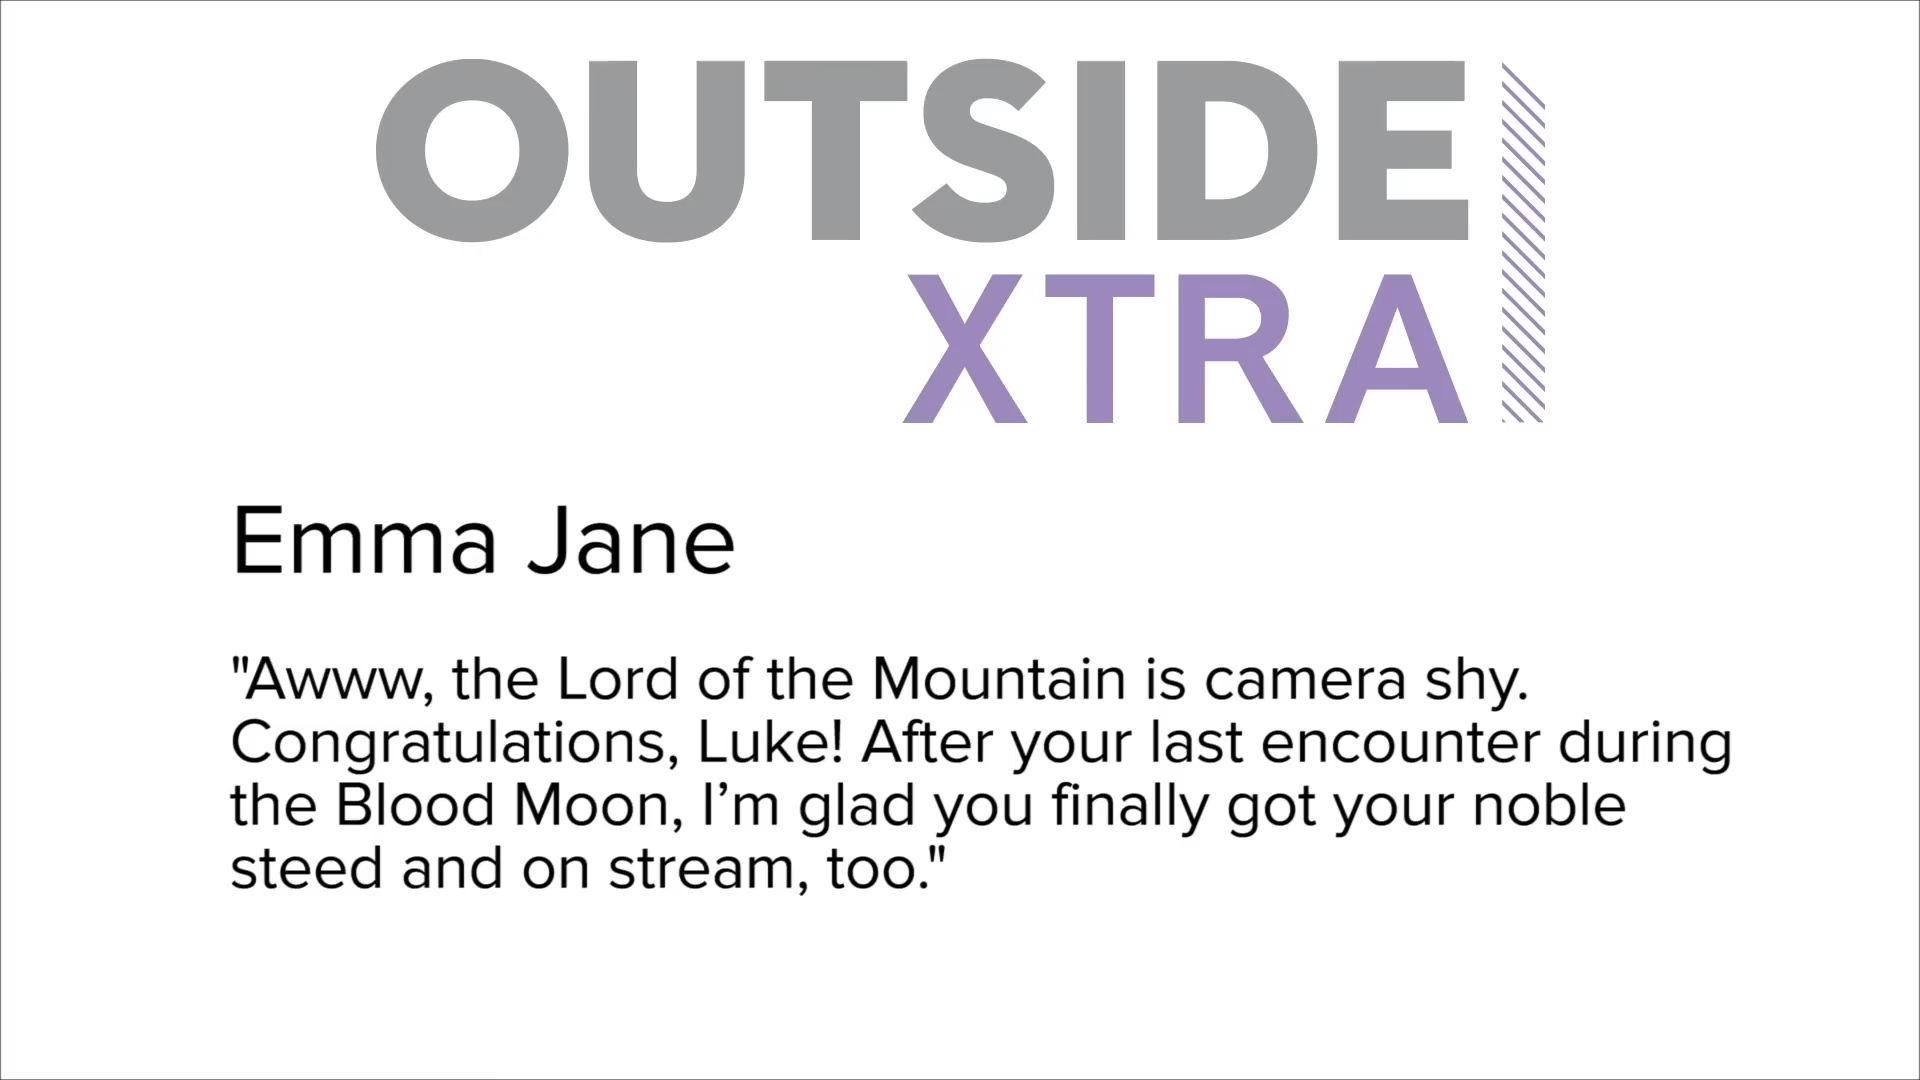 OUTSIDE
XTRA
Emma Jane
"Awww, the Lord of the Mountain is camera shy.
Congratulations, Luke! After your last encounter during
the Blood Moon, I’m glad you finally got your noble
steed and on stream, too."